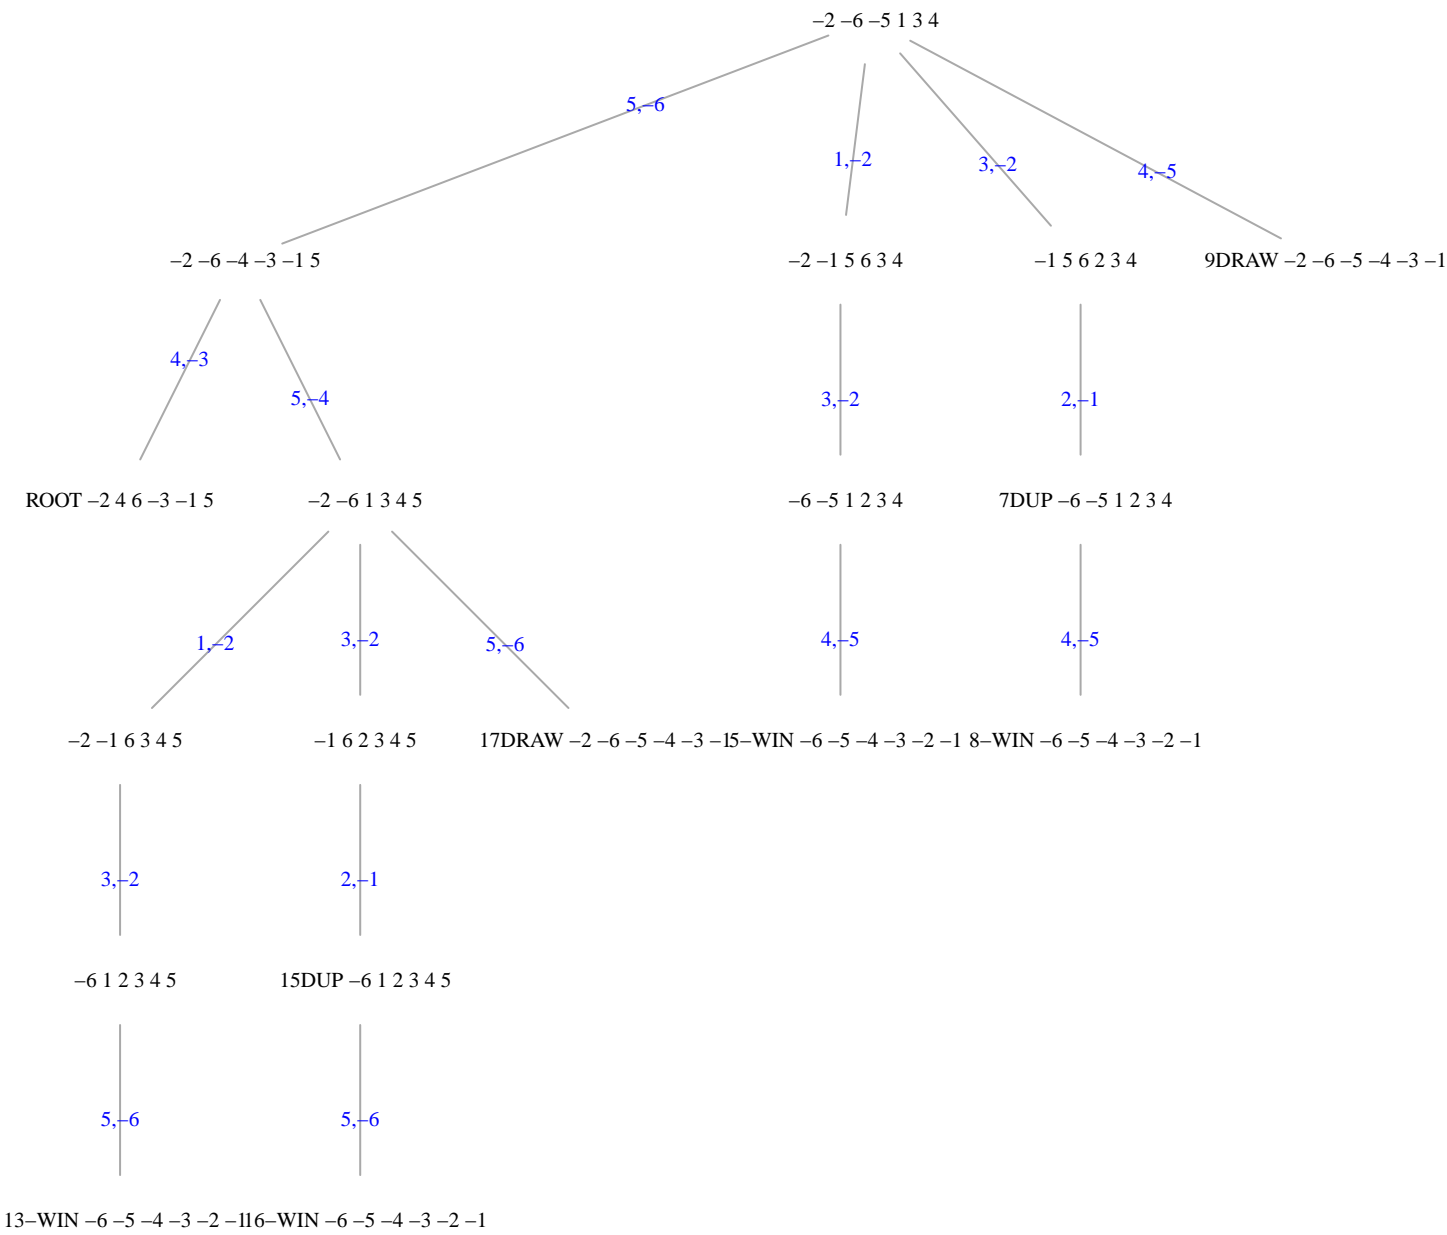 –2 –6 –5 1 3 4
5,–6
1,–2
3,–2
4,–5
–2 –6 –4 –3 –1 5
–2 –1 5 6 3 4
–1 5 6 2 3 4
9DRAW –2 –6 –5 –4 –3 –1
4,–3
5,–4
3,–2
2,–1
ROOT –2 4 6 –3 –1 5
–2 –6 1 3 4 5
–6 –5 1 2 3 4
7DUP –6 –5 1 2 3 4
1,–2
3,–2
5,–6
4,–5
4,–5
–2 –1 6 3 4 5
–1 6 2 3 4 5
17DRAW –2 –6 –5 –4 –3 –1
5–WIN –6 –5 –4 –3 –2 –1
8–WIN –6 –5 –4 –3 –2 –1
3,–2
2,–1
–6 1 2 3 4 5
15DUP –6 1 2 3 4 5
5,–6
5,–6
13–WIN –6 –5 –4 –3 –2 –1
16–WIN –6 –5 –4 –3 –2 –1